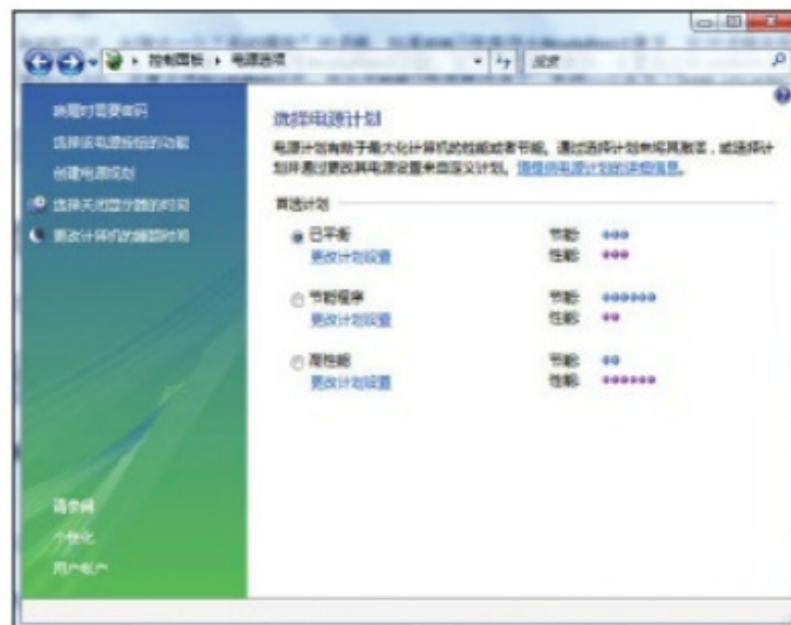 控制面板 ▸ 电源选项
搜索
唤醒时需要密码
选择该电源按钮的功能
创建电源规划
选择关闭显示器的时间
更改计算机的睡眠时间
选择电源计划
电源计划有助于最大化计算机的性能或者节能。通过选择计划来将其激活，或选择计
划并通过更改其电源设置来自定义计划。请提供电源计划的详细信息。
首选计划
已平衡 节能:
更改计划设置 性能:
节能程序 节能:
更改计划设置 性能:
高性能 节能:
更改计划设置 性能:
请参阅
个性化
用户帐户